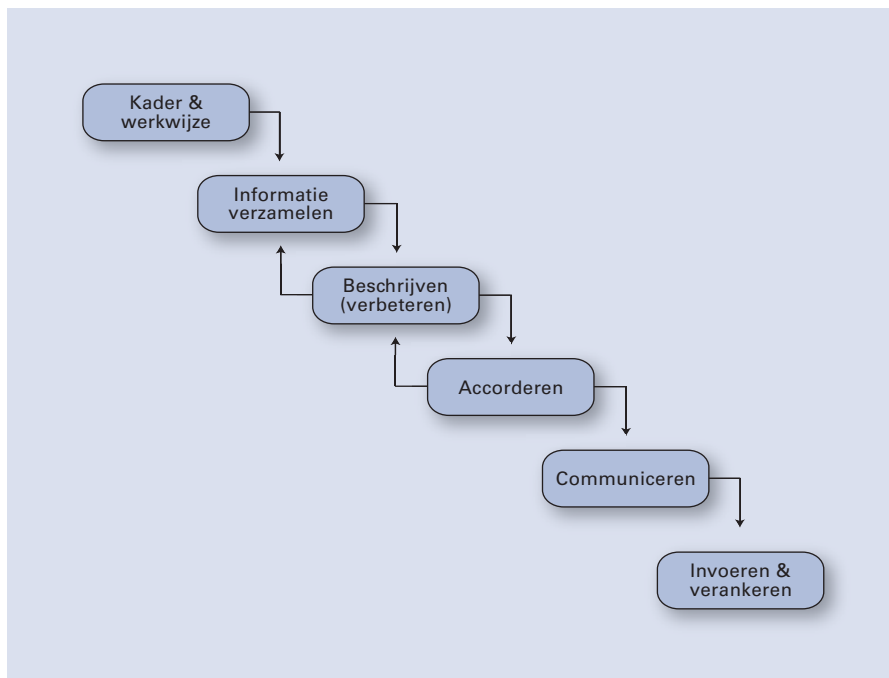 Kader &
werkwijze
Informatie
verzamelen
Beschrijven
(verbeteren)
Accorderen
Communiceren
Invoeren &
verankeren